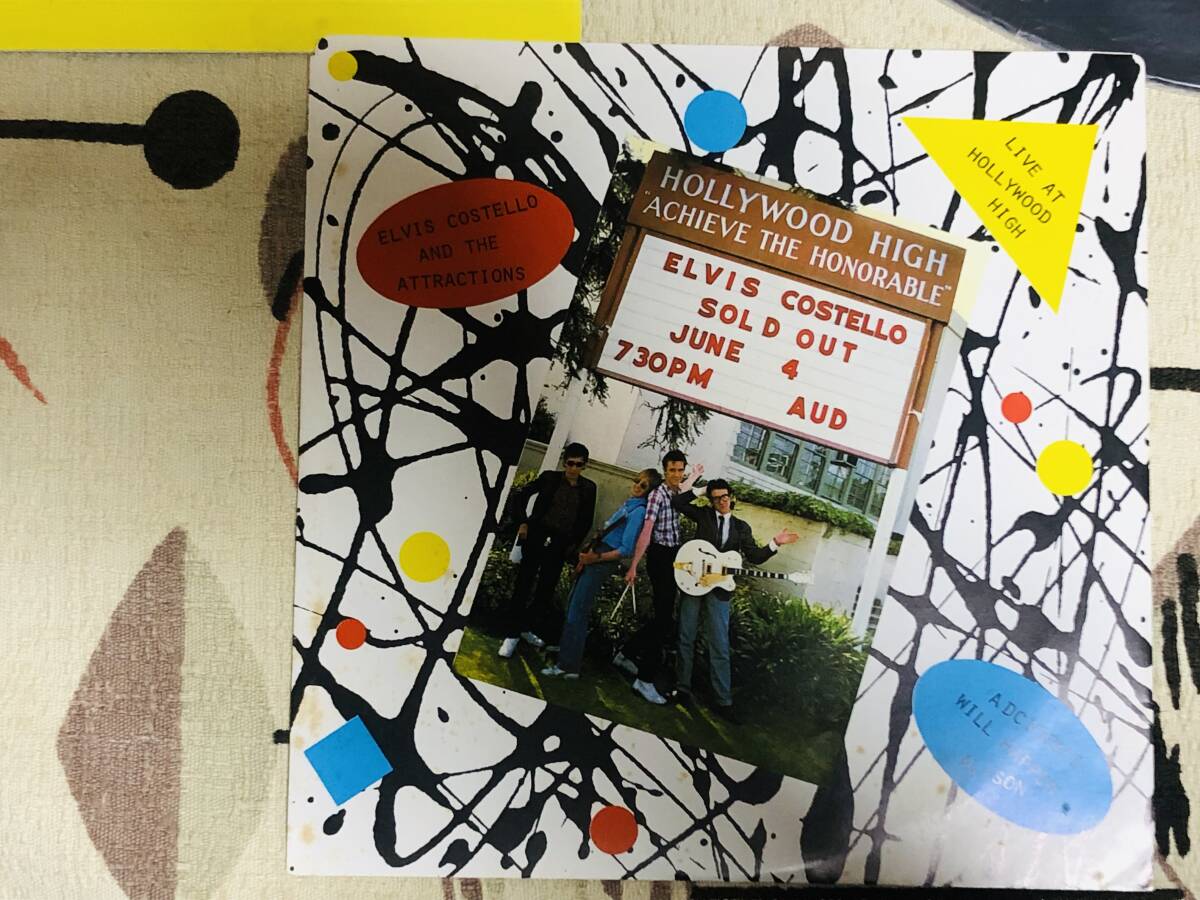 ELVIS COSTELLO
AND THE
ATTRACTIONS
LIVE AT
HOLLYWOOD
HIGH
HOLLYWOOD HIGH
"ACHIEVE THE HONORABLE"
ELVIS COSTELLO
SOLD OUT
JUNE 4
730PM AUD
WILL